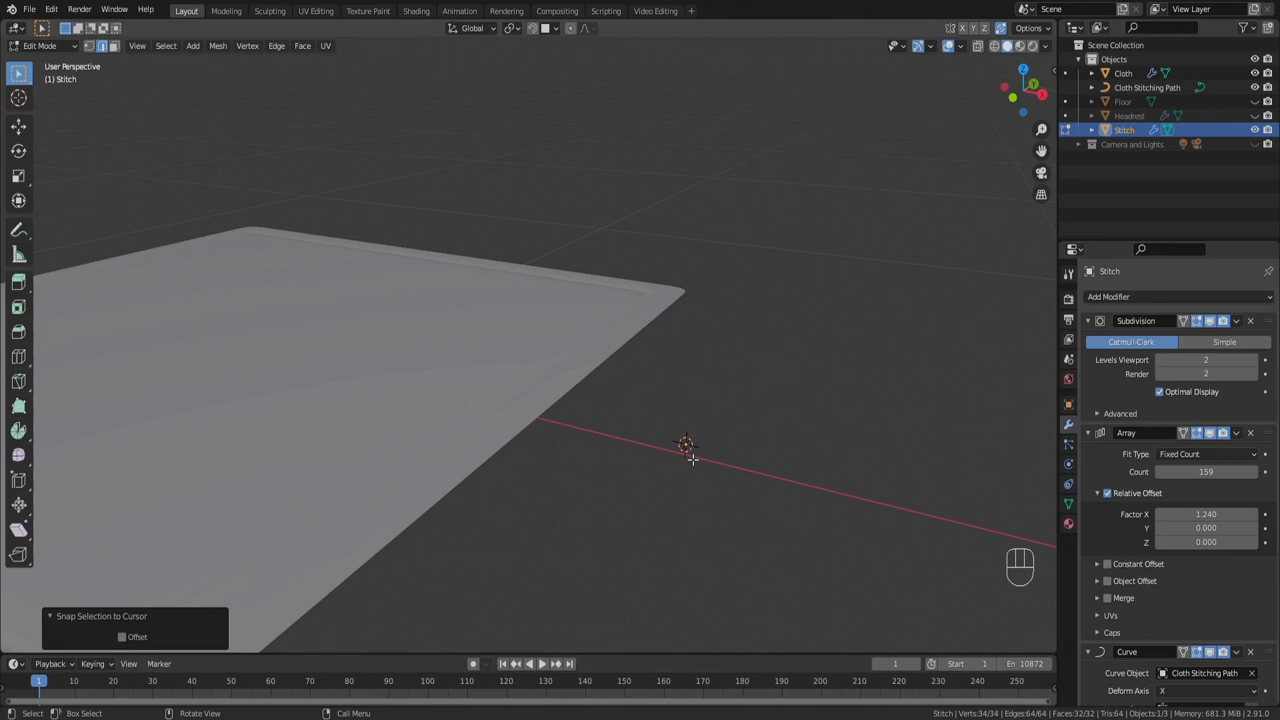 File Edit Render Window Help Layout Modeling Sculpting UV Editing Texture Paint Shading Animation Rendering Compositing Scripting Video Editing + Scene View Layer
Global X Y Z Options
Edit Mode View Select Add Mesh Vertex Edge Face UV
User Perspective
(1) Stitch
Z
Y
X
Snap Selection to Cursor
Offset
Scene Collection
Objects
Cloth
Cloth Stitching Path
Floor
Headrest
Stitch
Camera and Lights
Stitch
Add Modifier
Subdivision
Catmull-Clark Simple
Levels Viewport 2
Render 2
Optimal Display
Advanced
Array
Fit Type Fixed Count
Count 159
Relative Offset
Factor X 1.240
Y 0.000
Z 0.000
Constant Offset
Object Offset
Merge
UVs
Caps
Curve
Curve Object Cloth Stitching Path
Deform Axis X
Playback Keying View Marker 1 Start 1 En 10872
1 10 20 30 40 50 60 70 80 90 100 110 120 130 140 150 160 170 180 190 200 210 220 230 240 250
Select Box Select Rotate View Call Menu Stitch | Verts:34/34 | Edges:64/64 | Faces:32/32 | Tris:64 | Objects:1/3 | Memory: 681.3 MiB | 2.91.0